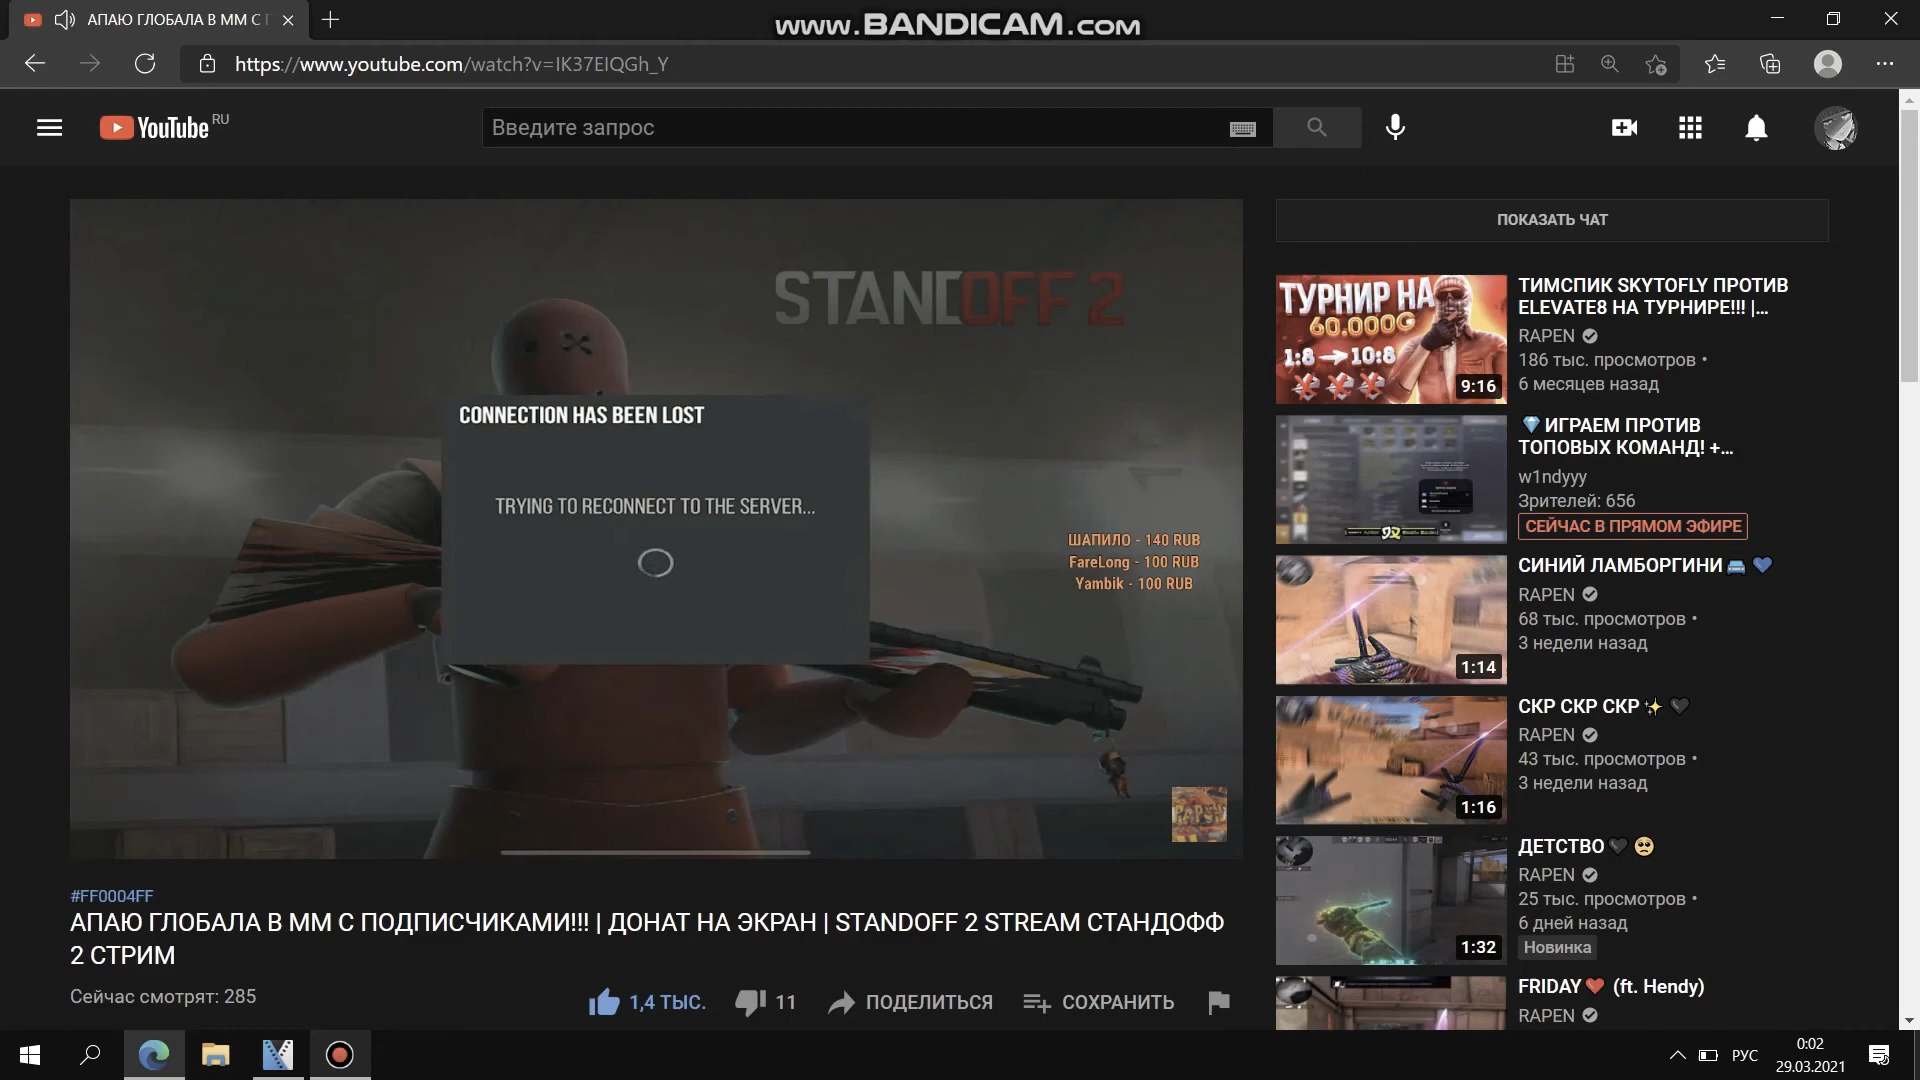 АПАЮ ГЛОБАЛА В ММ С П
www.BANDICAM.com
https://www.youtube.com/watch?v=IK37ElQGh_Y
YouTube RU
Введите запрос
STANDOFF 2
CONNECTION HAS BEEN LOST
TRYING TO RECONNECT TO THE SERVER...
ШАПИЛО - 140 RUB
FareLong - 100 RUB
Yambik - 100 RUB
#FF0004FF
АПАЮ ГЛОБАЛА В ММ С ПОДПИСЧИКАМИ!!! | ДОНАТ НА ЭКРАН | STANDOFF 2 STREAM СТАНДОФФ
2 СТРИМ
Сейчас смотрят: 285
1,4 ТЫС.
11
ПОДЕЛИТЬСЯ
СОХРАНИТЬ
ПОКАЗАТЬ ЧАТ
ТУРНИР НА
60.000G
1:8 → 10:8
9:16
ТИМСПИК SKYTOFLY ПРОТИВ
ELEVATE8 НА ТУРНИРЕ!!! |...
RAPEN
186 тыс. просмотров •
6 месяцев назад
💎ИГРАЕМ ПРОТИВ
ТОПОВЫХ КОМАНД! +...
w1ndyyy
Зрителей: 656
СЕЙЧАС В ПРЯМОМ ЭФИРЕ
1:14
СИНИЙ ЛАМБОРГИНИ🚘 💙
RAPEN
68 тыс. просмотров •
3 недели назад
1:16
СКР СКР СКР✨ 🖤
RAPEN
43 тыс. просмотров •
3 недели назад
1:32
ДЕТСТВО🖤 🥺
RAPEN
25 тыс. просмотров •
6 дней назад
Новинка
FRIDAY❤️ (ft. Hendy)
RAPEN
РУС
0:02
29.03.2021